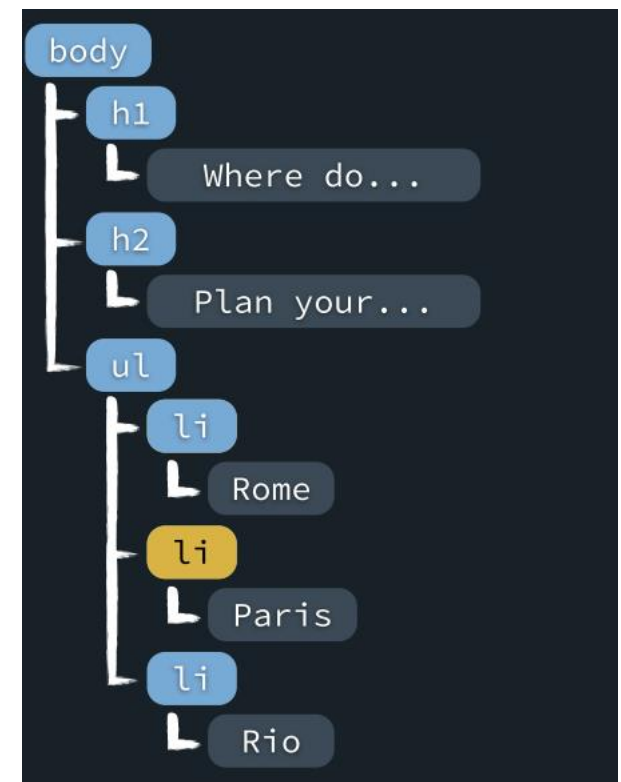 body
h1
Where do...
h2
Plan your...
ul
li
Rome
li
Paris
li
Rio